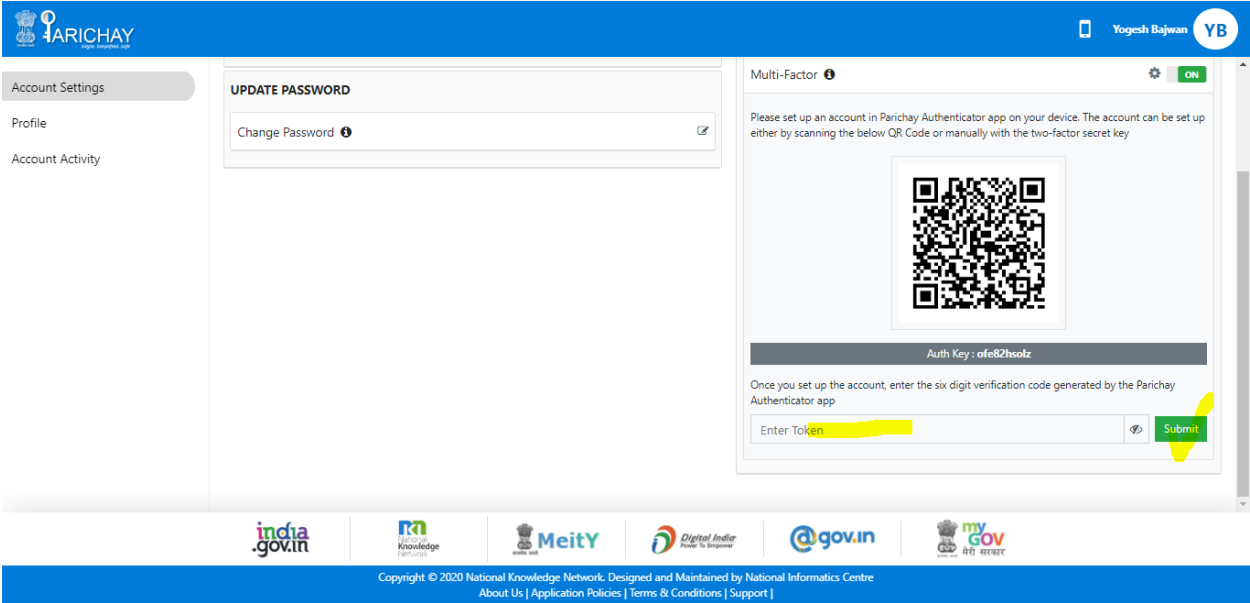 PARICHAY
Yogesh Bajwan
YB
Account Settings
Profile
Account Activity
UPDATE PASSWORD
Change Password
Multi-Factor
ON
Please set up an account in Parichay Authenticator app on your device. The account can be set up
either by scanning the below QR Code or manually with the two-factor secret key
Auth Key : ofe82hsolz
Once you set up the account, enter the six digit verification code generated by the Parichay
Authenticator app
Enter Token
Submit
india
.gov.in
National
Knowledge
Network
MeitY
Digital India
Power To Empower
@gov.in
my
GOV
मेरी सरकार
Copyright © 2020 National Knowledge Network. Designed and Maintained by National Informatics Centre
About Us | Application Policies | Terms & Conditions | Support |